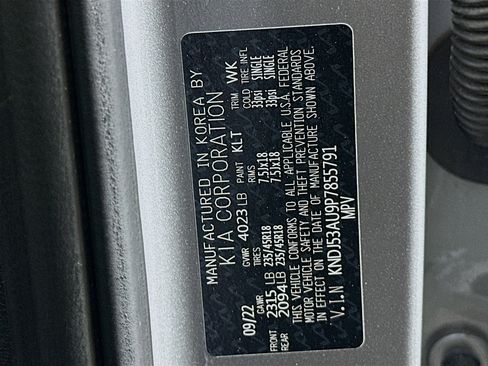 MANUFACTURED IN KOREA BY
KIA CORPORATION
09/22 GVWR 4023 LB PAINT KLT TRIM WK
GAWR TIRES RIMS COLD TIRE INFL
FRONT 2315 LB 235/45R18 7.5Jx18 33psi SINGLE
REAR 2094 LB 235/45R18 7.5Jx18 33psi SINGLE
THIS VEHICLE CONFORMS TO ALL APPLICABLE U.S.A. FEDERAL
MOTOR VEHICLE SAFETY AND THEFT PREVENTION STANDARDS
IN EFFECT ON THE DATE OF MANUFACTURE SHOWN ABOVE.
V.I.N KNDJ53AU9P7855791
MPV